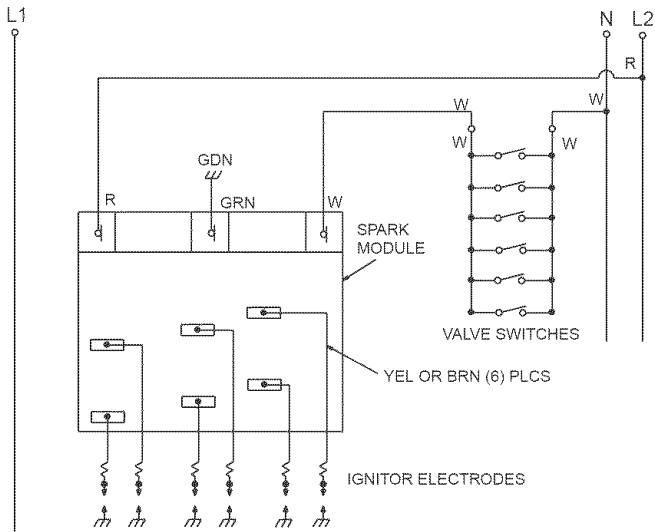 L1
N
L2
R
W
W
W
W
GDN
R
GRN
W
SPARK
MODULE
VALVE SWITCHES
YEL OR BRN (6) PLCS
IGNITOR ELECTRODES